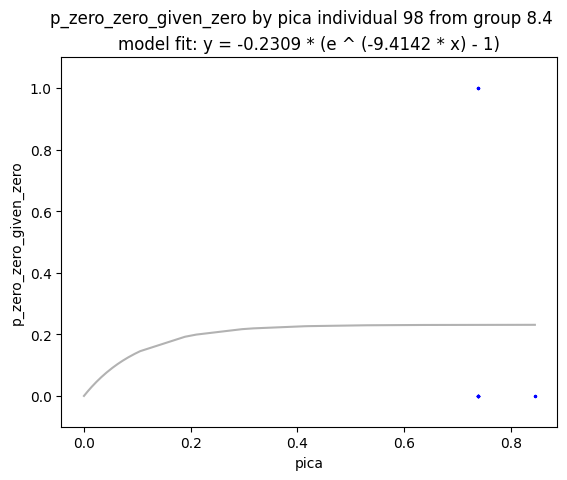 p_zero_zero_given_zero by pica individual 98 from group 8.4
model fit: y = -0.2309 * (e ^ (-9.4142 * x) - 1)
1.0
0.8
0.6
0.4
0.2
0.0
p_zero_zero_given_zero
0.0 0.2 0.4 0.6 0.8
pica